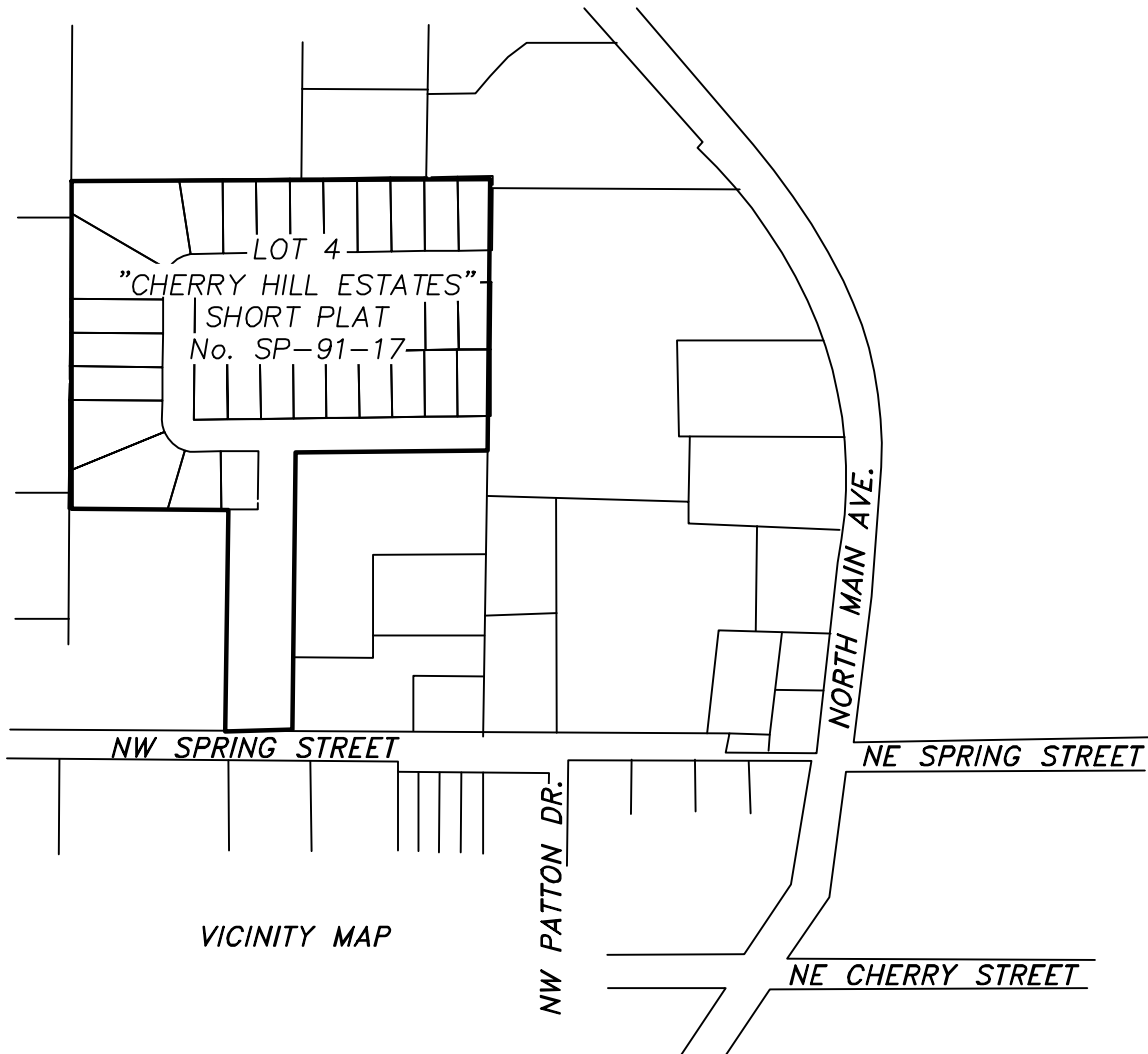 LOT 4
"CHERRY HILL ESTATES"
SHORT PLAT
No. SP-91-17
NORTH MAIN AVE.
NW SPRING STREET
NE SPRING STREET
NW PATTON DR.
VICINITY MAP
NE CHERRY STREET